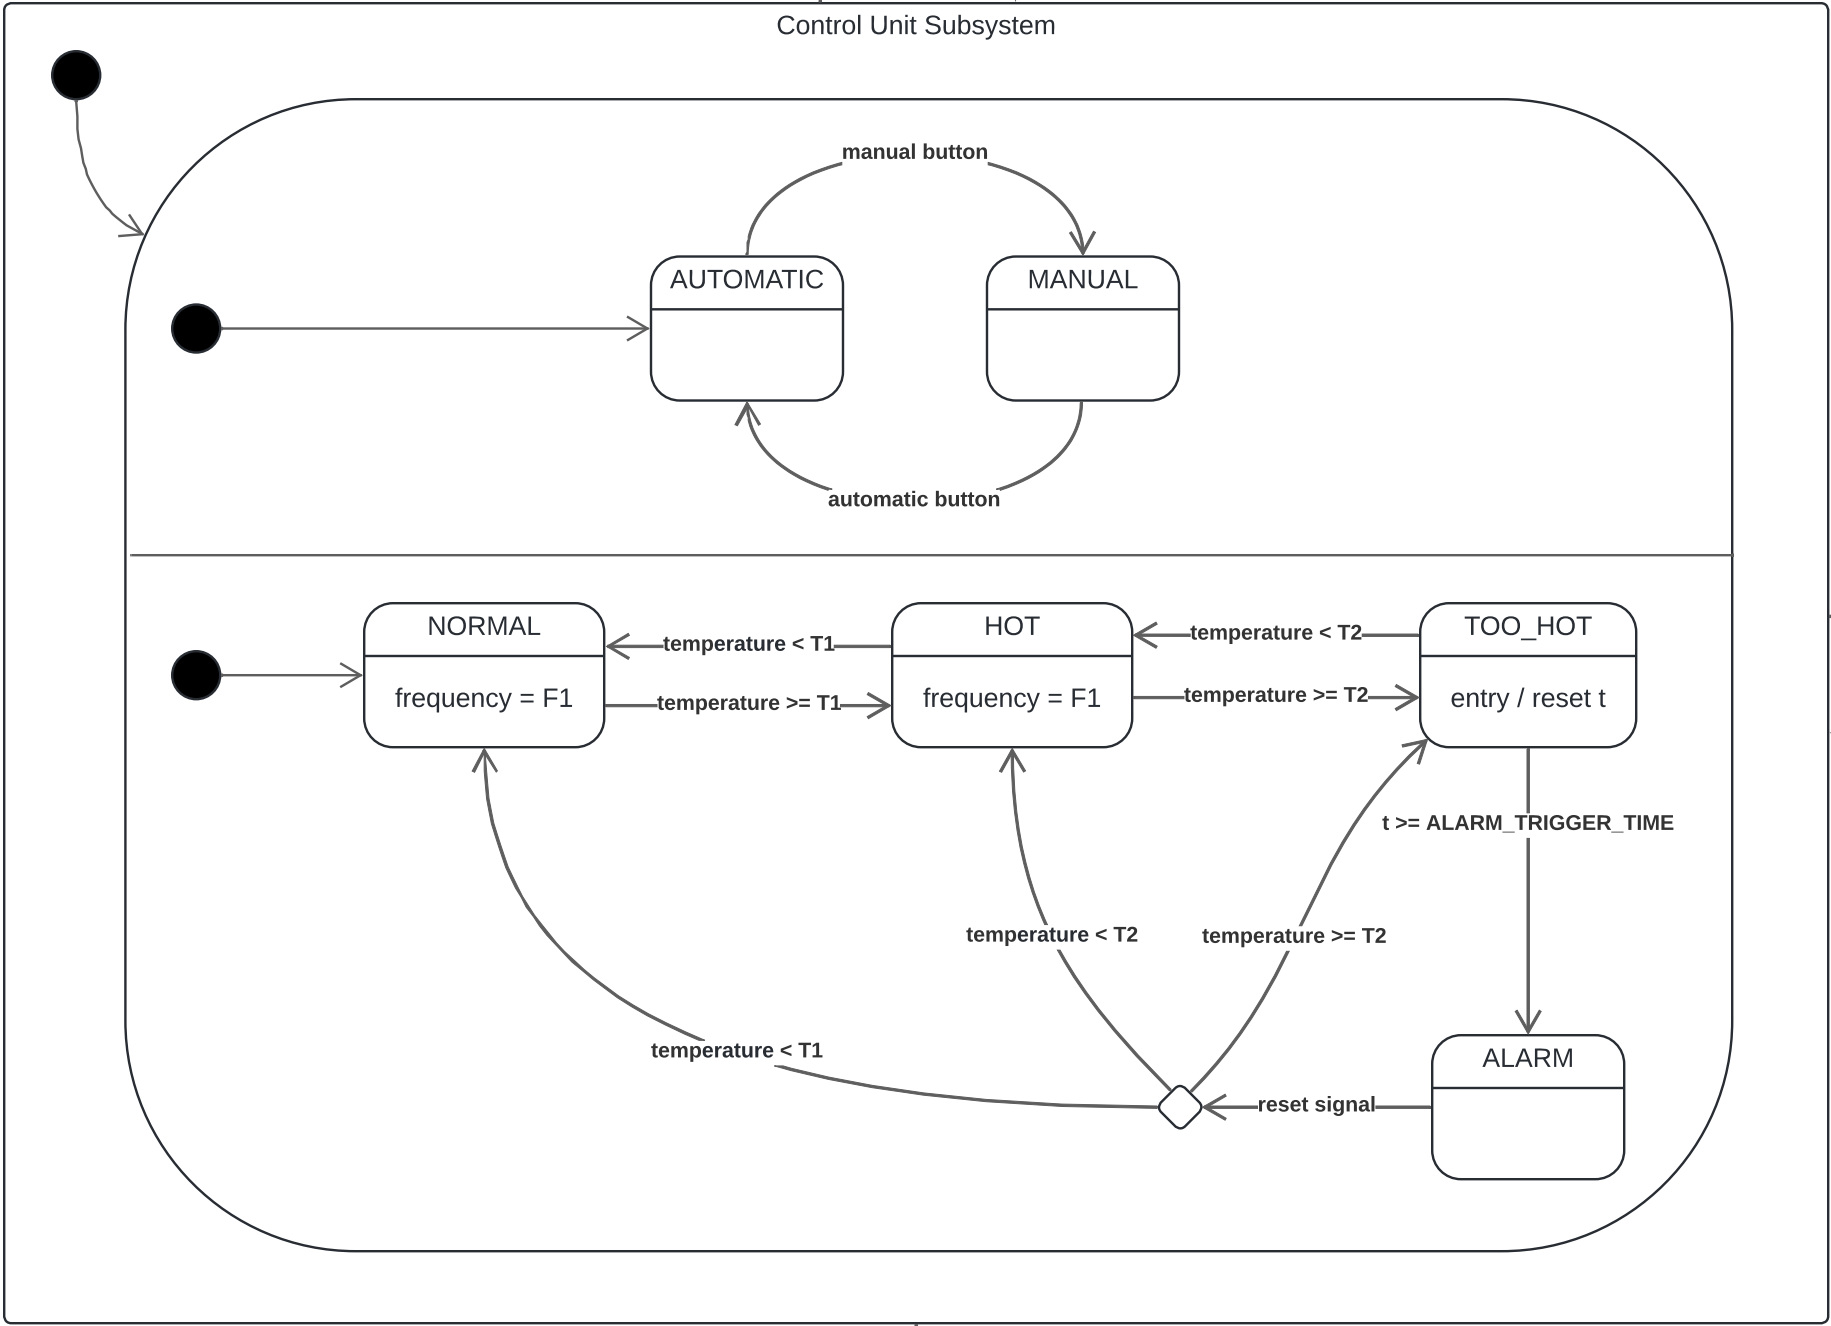 Control Unit Subsystem
manual button
AUTOMATIC
MANUAL
automatic button
NORMAL
frequency = F1
temperature < T1
temperature >= T1
HOT
frequency = F1
temperature < T2
temperature >= T2
TOO_HOT
entry / reset t
t >= ALARM_TRIGGER_TIME
temperature < T2
temperature >= T2
temperature < T1
reset signal
ALARM